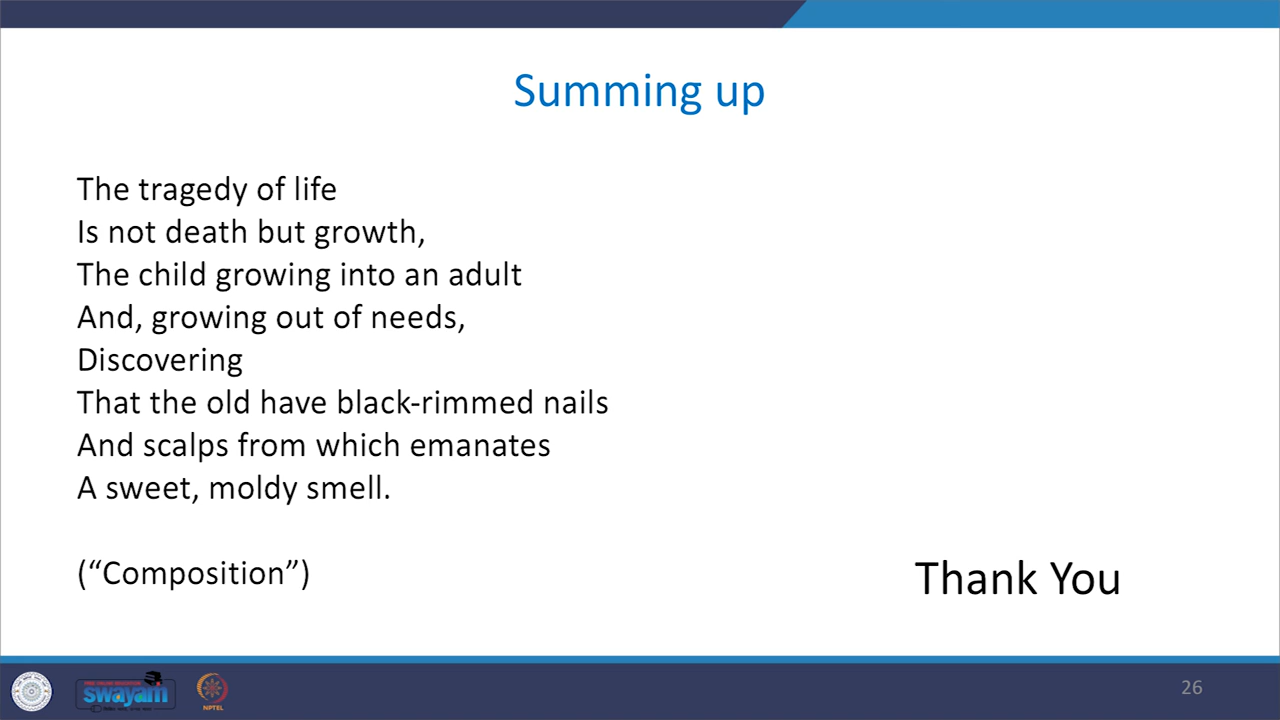 Summing up
The tragedy of life
Is not death but growth,
The child growing into an adult
And, growing out of needs,
Discovering
That the old have black-rimmed nails
And scalps from which emanates
A sweet, moldy smell.
(“Composition”)
Thank You
swayam
NPTEL
26